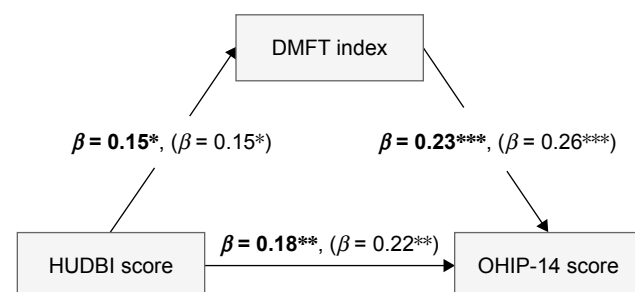 DMFT index
β = 0.15*, (β = 0.15*)
β = 0.23***, (β = 0.26***)
β = 0.18**, (β = 0.22**)
HUDBI score
OHIP-14 score